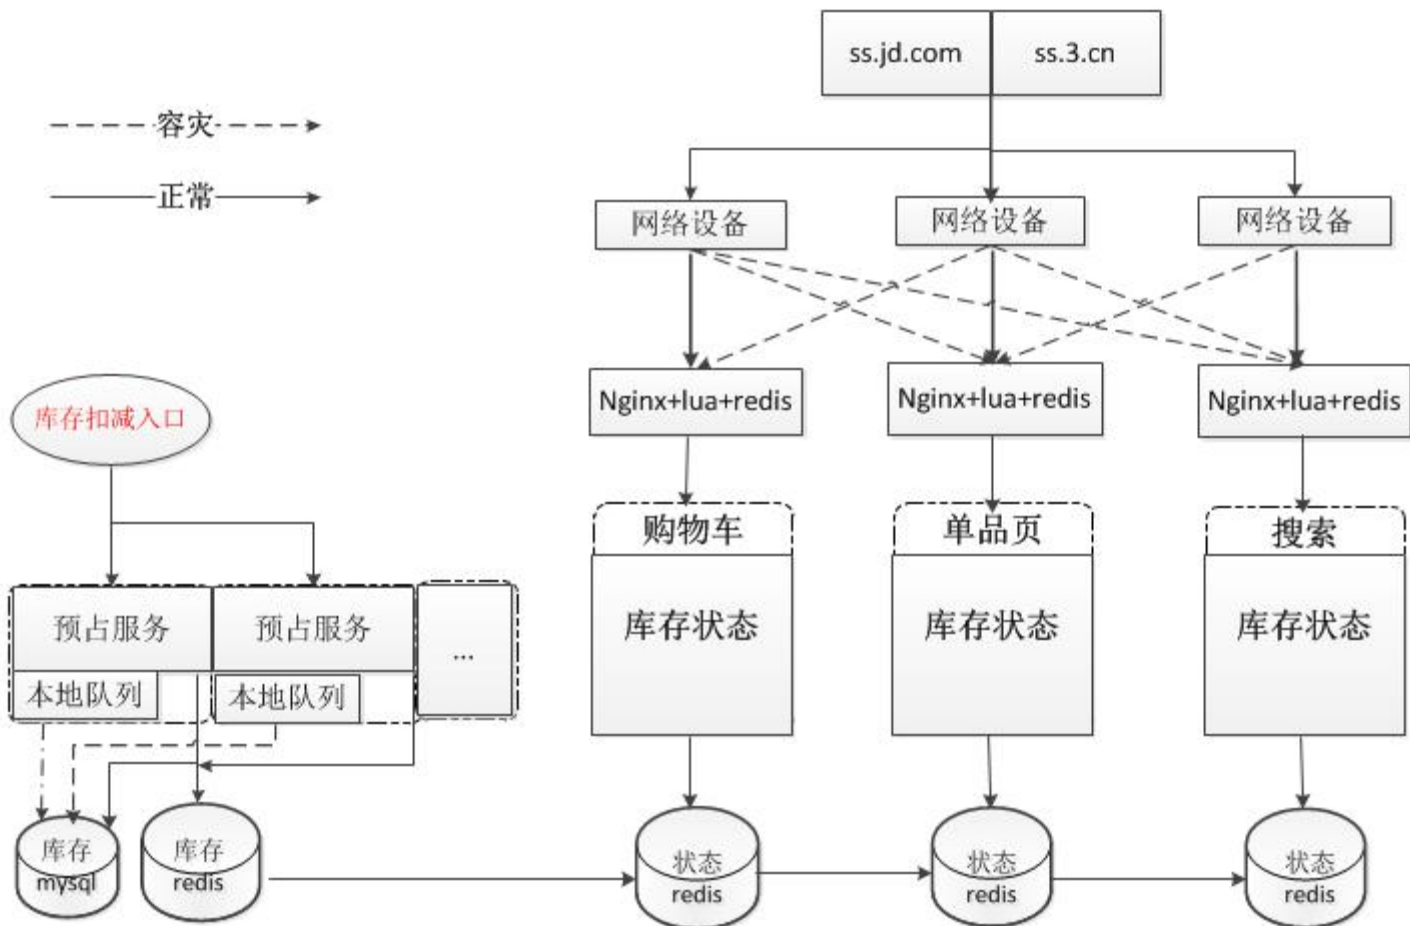 ss.jd.com
ss.3.cn
容灾
正常
网络设备
网络设备
网络设备
Nginx+lua+redis
Nginx+lua+redis
Nginx+lua+redis
库存扣减入口
购物车
单品页
搜索
库存状态
库存状态
库存状态
预占服务
预占服务
...
本地队列
本地队列
库存
mysql
库存
redis
状态
redis
状态
redis
状态
redis